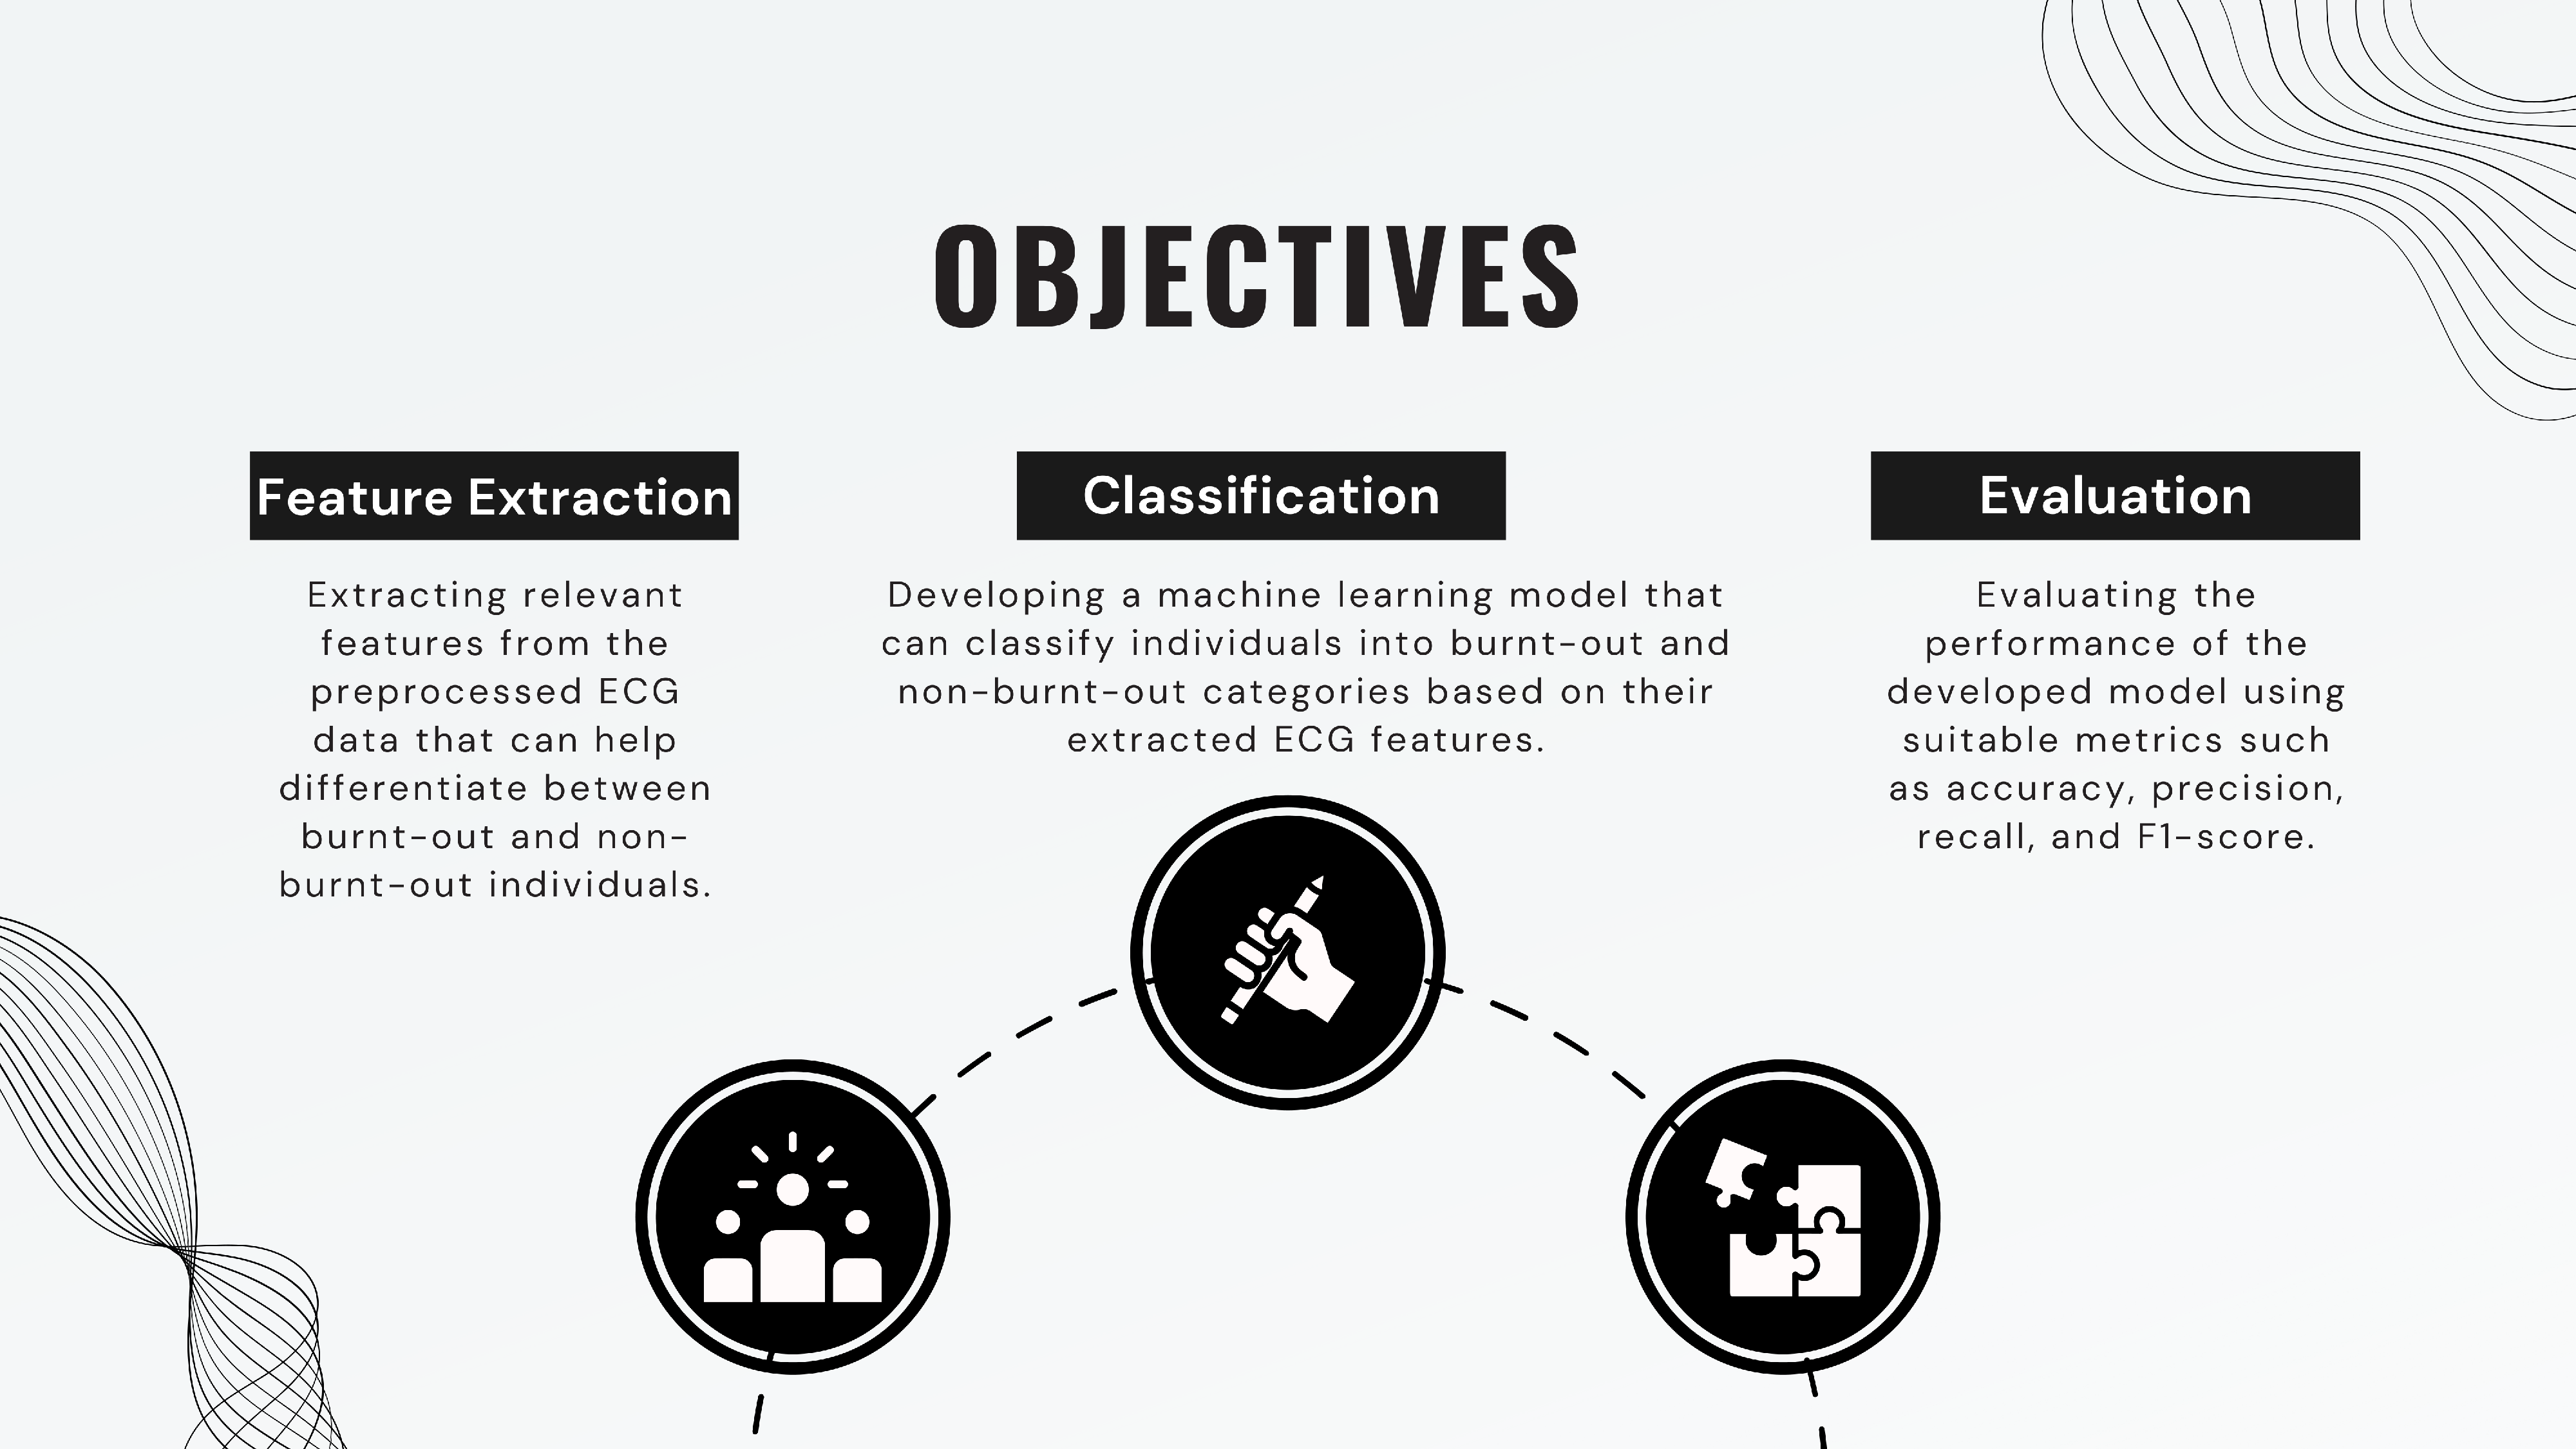 OBJECTIVES
Feature Extraction
Extracting relevant
features from the
preprocessed ECG
data that can help
differentiate between
burnt-out and non-
burnt-out individuals.
Classification
Developing a machine learning model that
can classify individuals into burnt-out and
non-burnt-out categories based on their
extracted ECG features.
Evaluation
Evaluating the
performance of the
developed model using
suitable metrics such
as accuracy, precision,
recall, and F1-score.